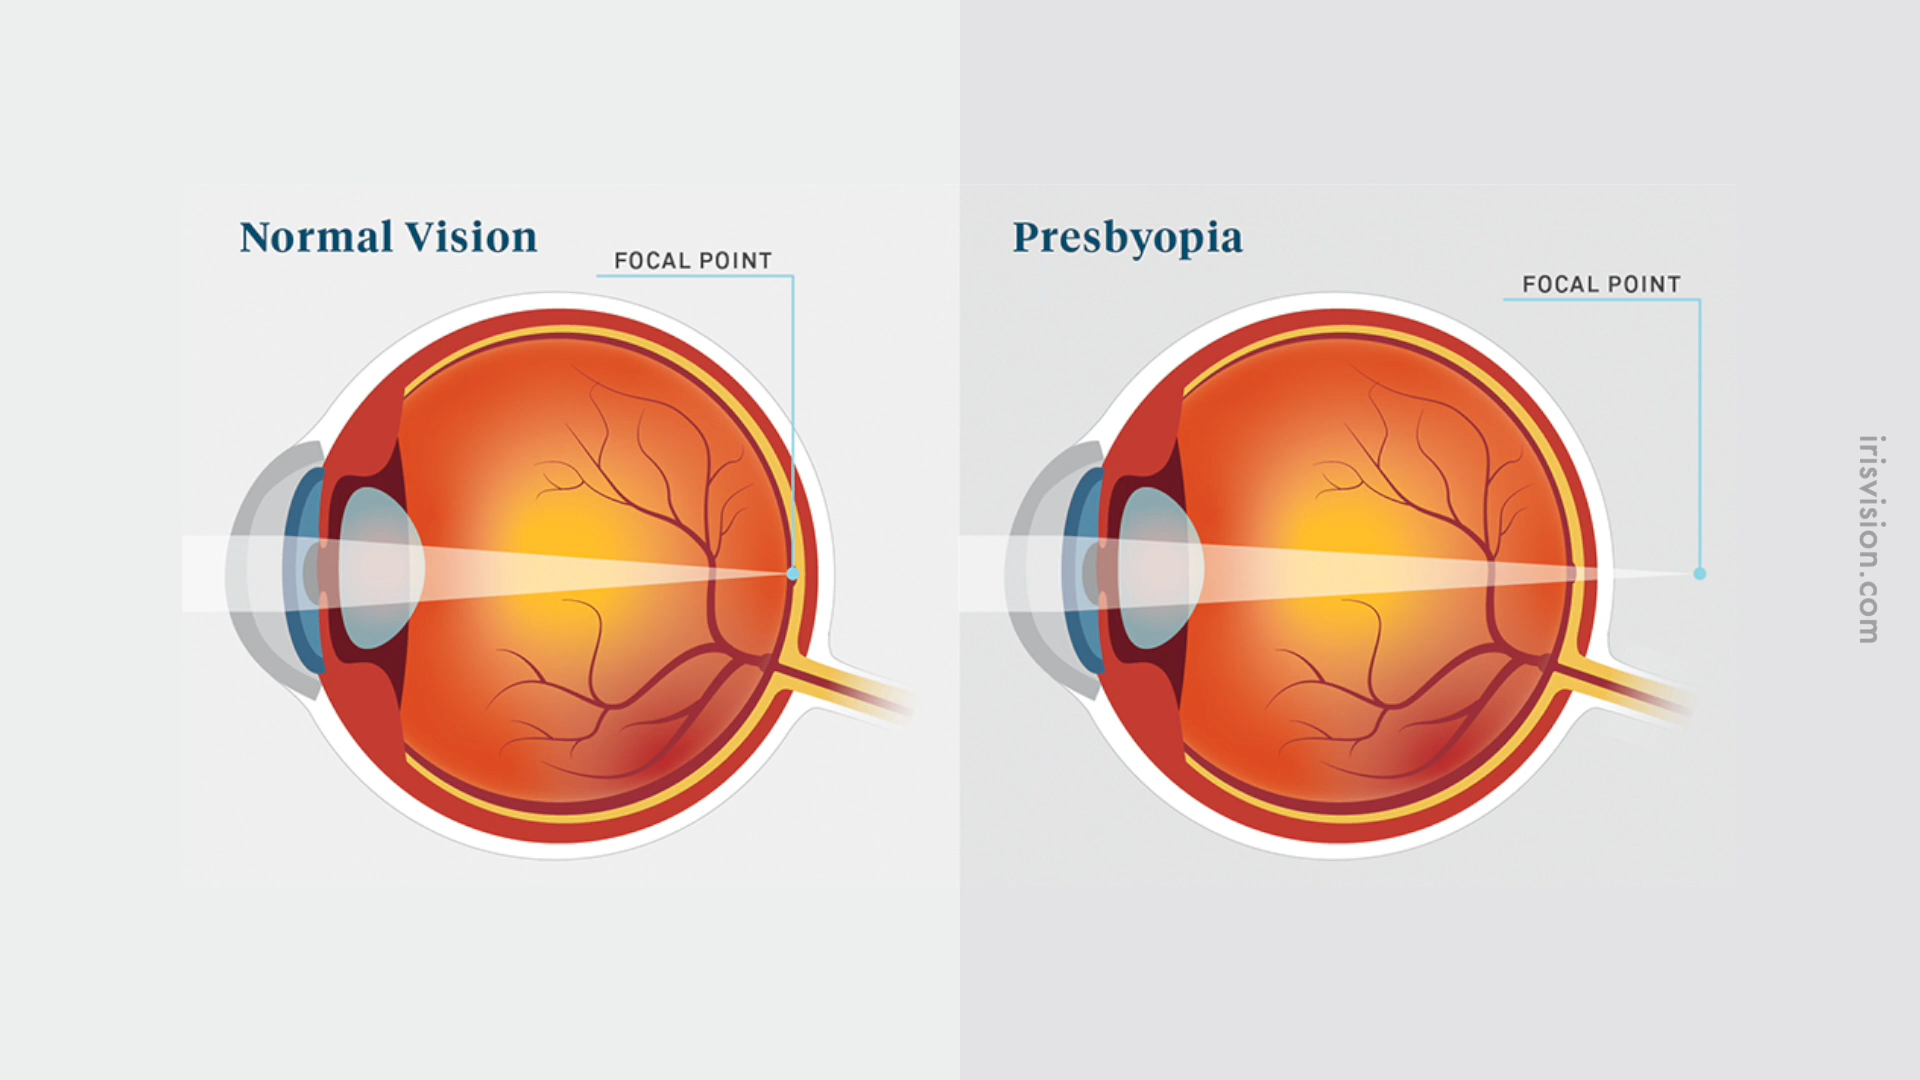 Normal Vision
FOCAL POINT
Presbyopia
FOCAL POINT
irisvision.com